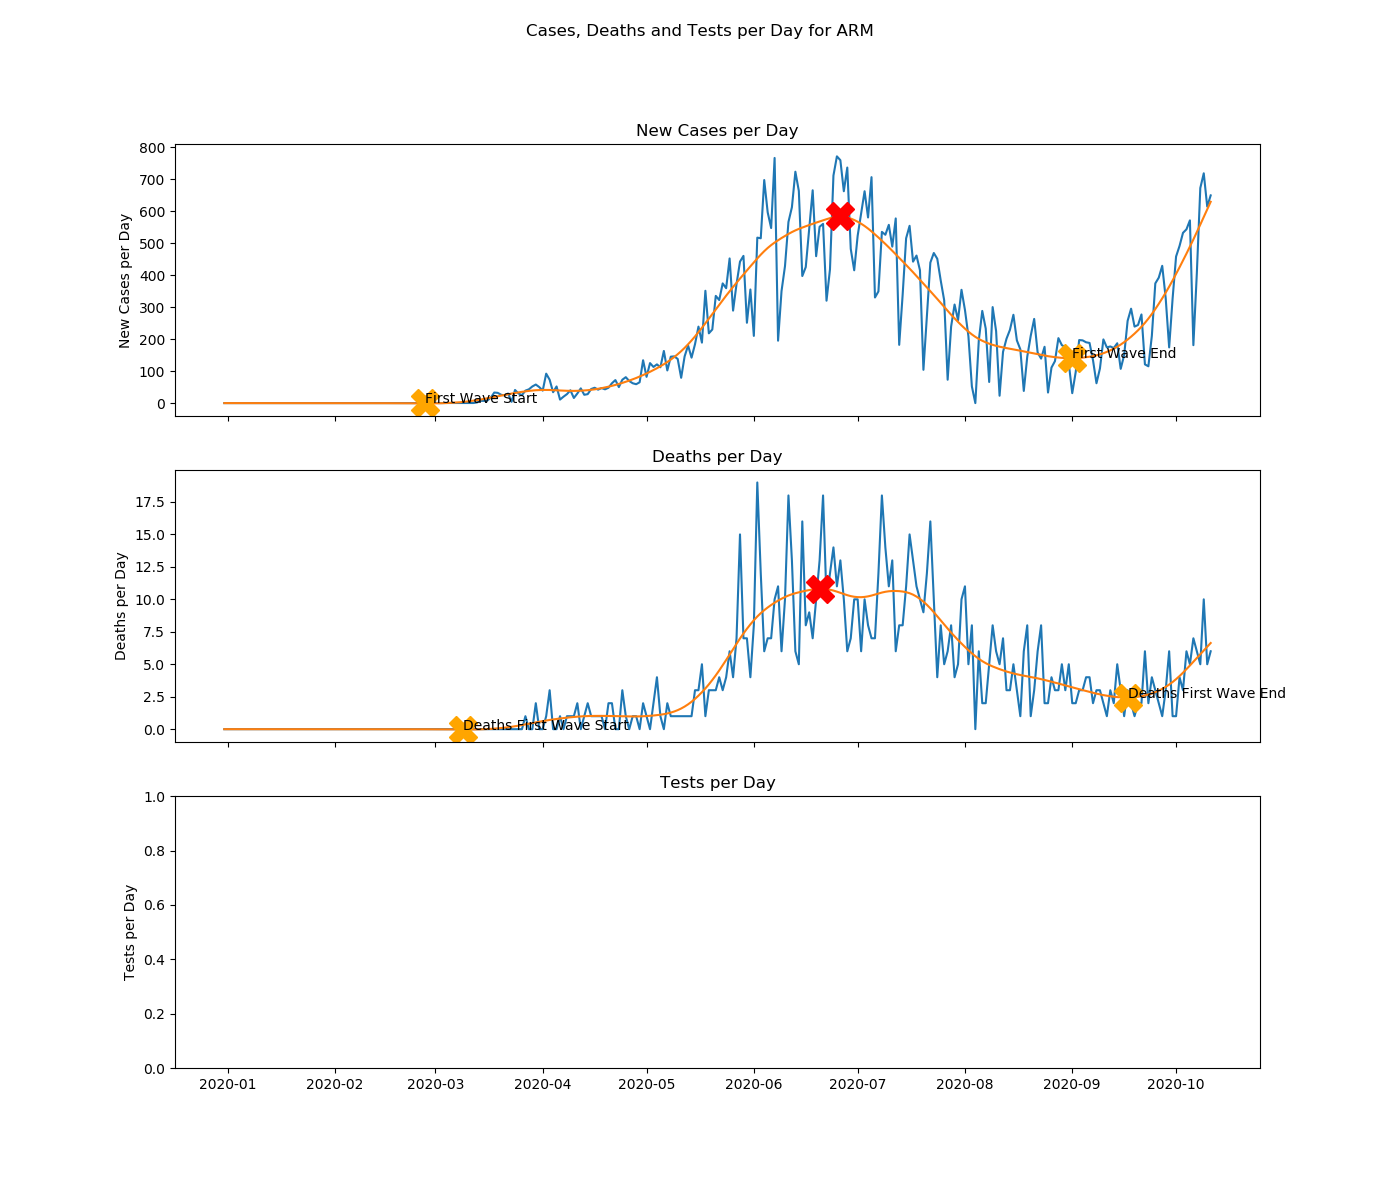 Cases, Deaths and Tests per Day for ARM
New Cases per Day
New Cases per Day
800
700
600
500
400
300
200
100
0
First Wave Start
First Wave End
Deaths per Day
Deaths per Day
17.5
15.0
12.5
10.0
7.5
5.0
2.5
0.0
Deaths First Wave Start
Deaths First Wave End
Tests per Day
Tests per Day
1.0
0.8
0.6
0.4
0.2
0.0
2020-01 2020-02 2020-03 2020-04 2020-05 2020-06 2020-07 2020-08 2020-09 2020-10